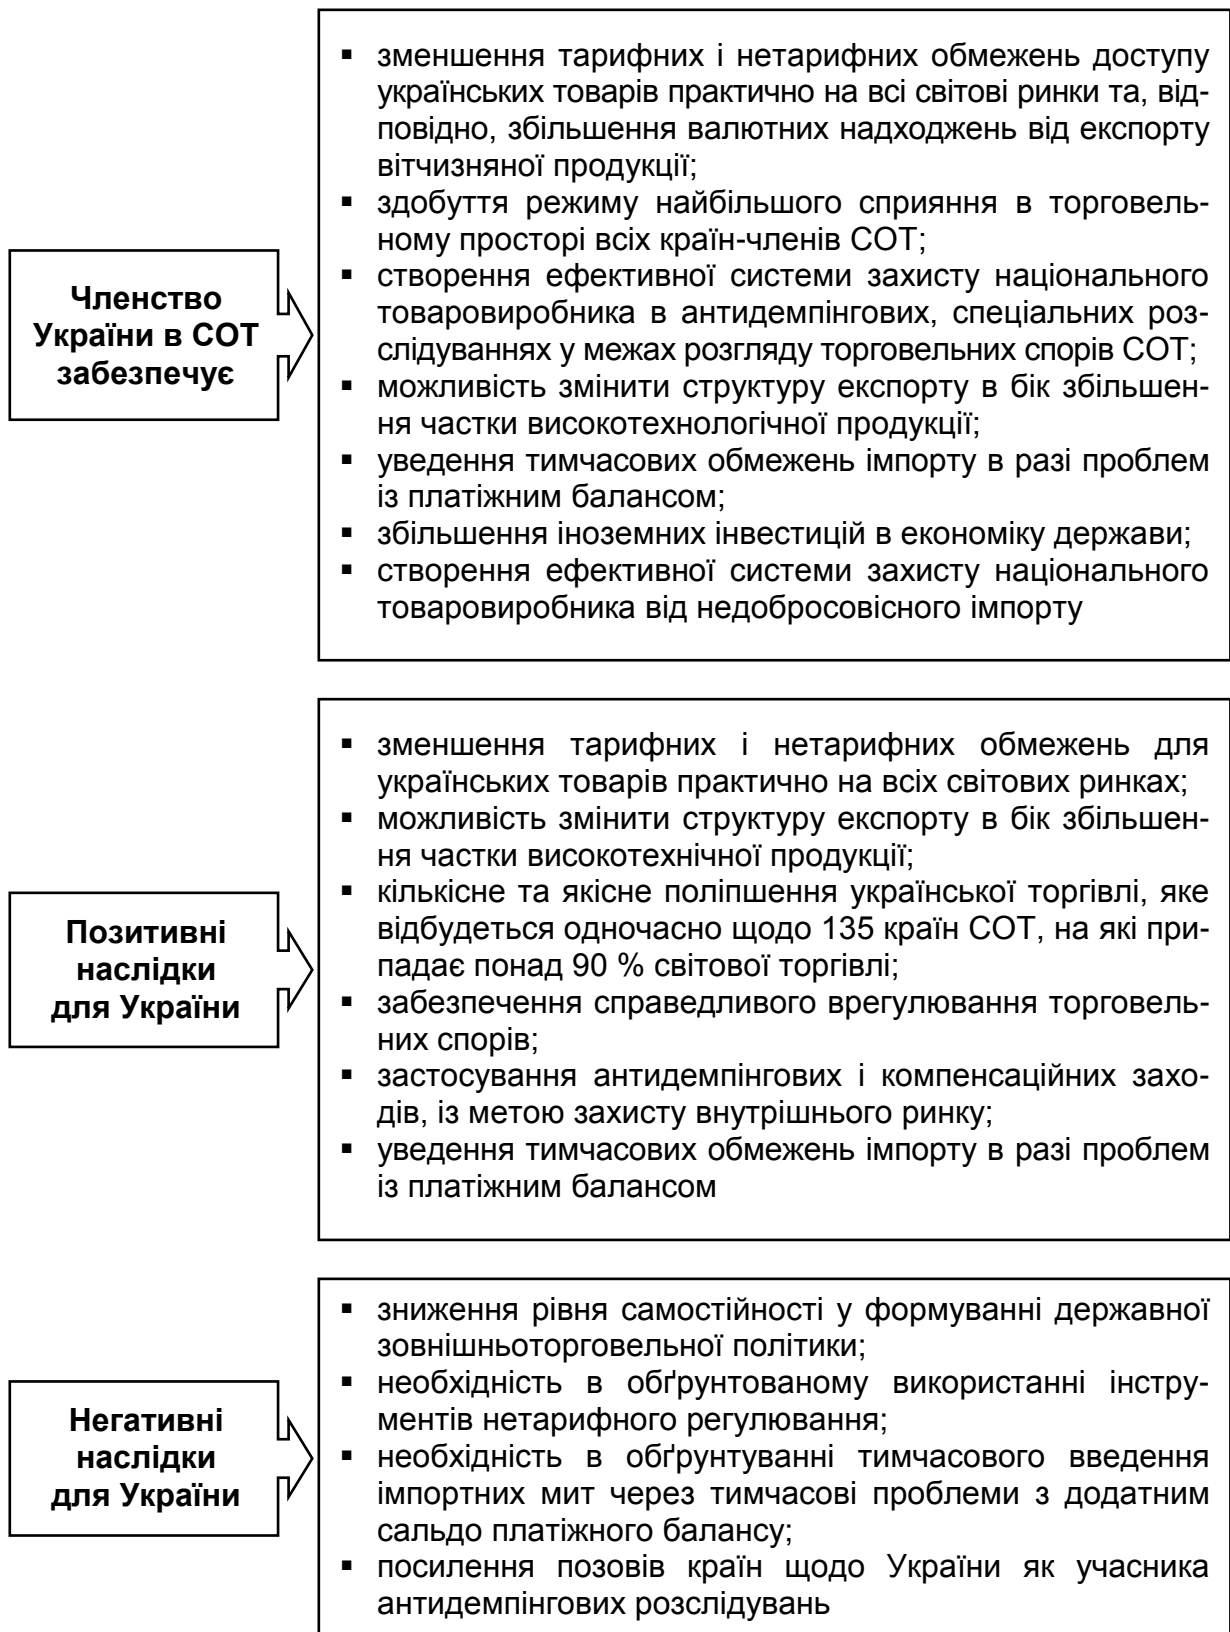 Членство
України в СОТ
забезпечує
▪ зменшення тарифних і нетарифних обмежень доступу
українських товарів практично на всі світові ринки та, від-
повідно, збільшення валютних надходжень від експорту
вітчизняної продукції;
▪ здобуття режиму найбільшого сприяння в торговель-
ному просторі всіх країн-членів СОТ;
▪ створення ефективної системи захисту національного
товаровиробника в антидемпінгових, спеціальних роз-
слідуваннях у межах розгляду торговельних спорів СОТ;
▪ можливість змінити структуру експорту в бік збільшен-
ня частки високотехнологічної продукції;
▪ уведення тимчасових обмежень імпорту в разі проблем
із платіжним балансом;
▪ збільшення іноземних інвестицій в економіку держави;
▪ створення ефективної системи захисту національного
товаровиробника від недобросовісного імпорту
Позитивні
наслідки
для України
▪ зменшення тарифних і нетарифних обмежень для
українських товарів практично на всіх світових ринках;
▪ можливість змінити структуру експорту в бік збільшен-
ня частки високотехнічної продукції;
▪ кількісне та якісне поліпшення української торгівлі, яке
відбудеться одночасно щодо 135 країн СОТ, на які при-
падає понад 90 % світової торгівлі;
▪ забезпечення справедливого врегулювання торговель-
них спорів;
▪ застосування антидемпінгових і компенсаційних захо-
дів, із метою захисту внутрішнього ринку;
▪ уведення тимчасових обмежень імпорту в разі проблем
із платіжним балансом
Негативні
наслідки
для України
▪ зниження рівня самостійності у формуванні державної
зовнішньоторговельної політики;
▪ необхідність в обґрунтованому використанні інстру-
ментів нетарифного регулювання;
▪ необхідність в обґрунтуванні тимчасового введення
імпортних мит через тимчасові проблеми з додатним
сальдо платіжного балансу;
▪ посилення позовів країн щодо України як учасника
антидемпінгових розслідувань